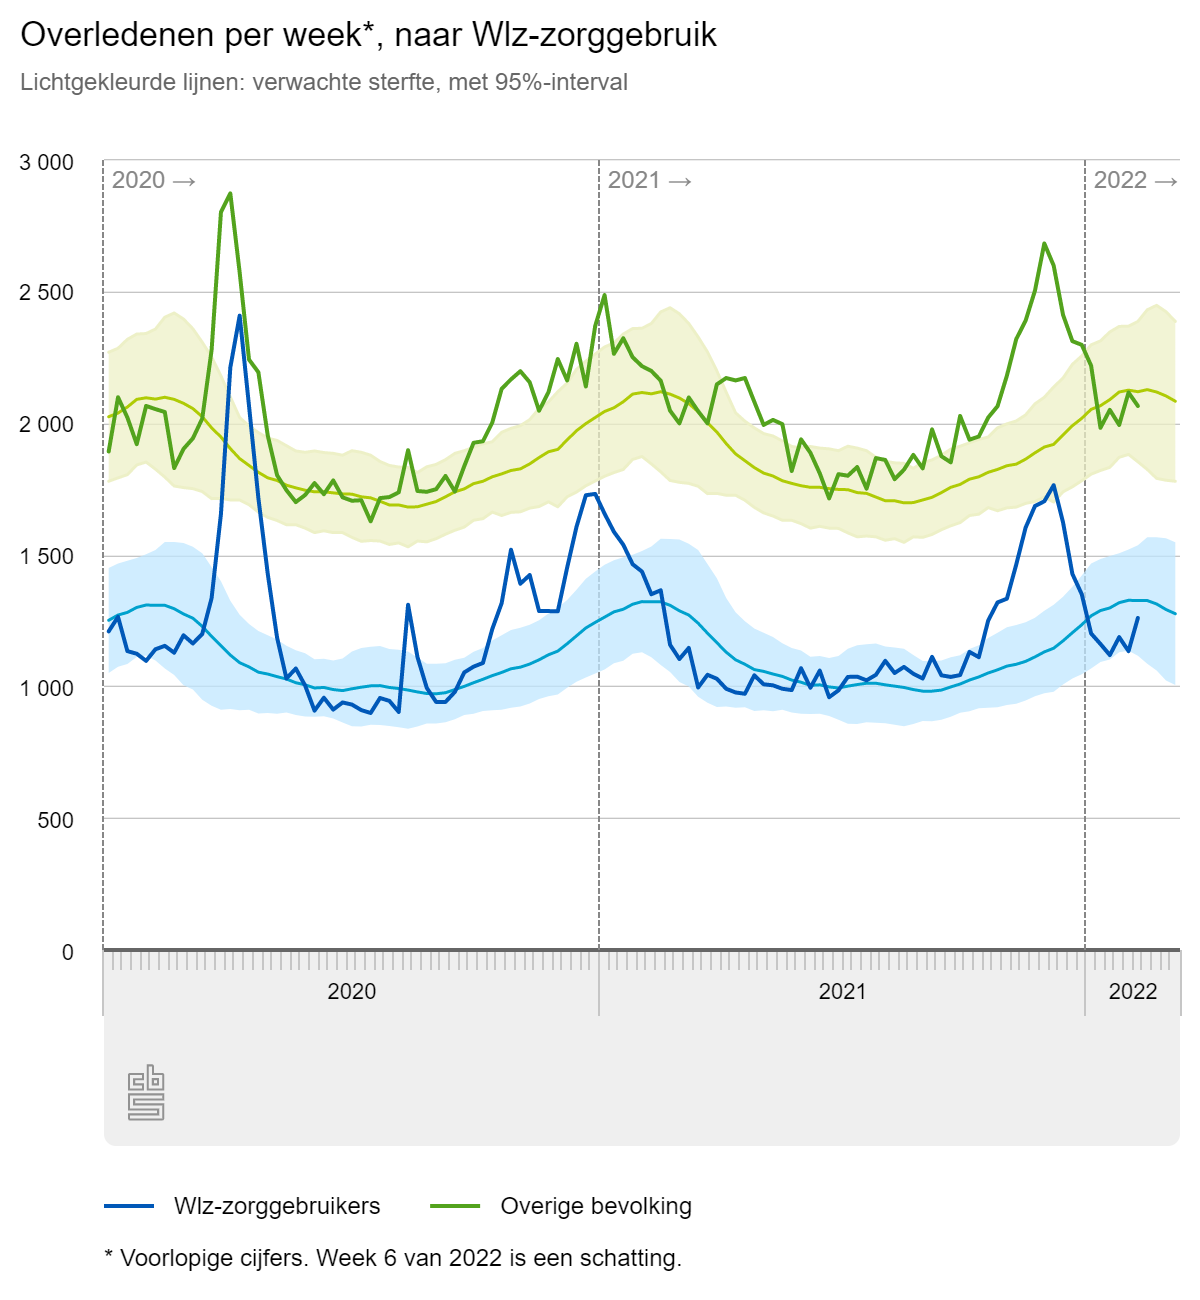 Overledenen per week*, naar Wlz-zorggebruik
Lichtgekleurde lijnen: verwachte sterfte, met 95%-interval
3 000
2020 →
2021 →
2022 →
2 500
2 000
1 500
1 000
500
0
2020
2021
2022
cbs
Wlz-zorggebruikers
Overige bevolking
* Voorlopige cijfers. Week 6 van 2022 is een schatting.